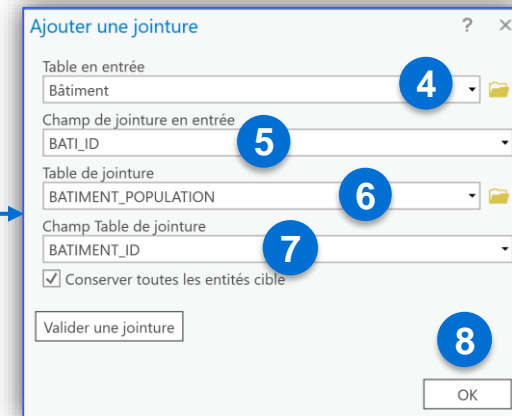 Ajouter une jointure ? ×
Table en entrée
Bâtiment 4
Champ de jointure en entrée
BATI_ID 5
Table de jointure
BATIMENT_POPULATION 6
Champ Table de jointure
BATIMENT_ID 7
Conserver toutes les entités cible
Valider une jointure
8
OK